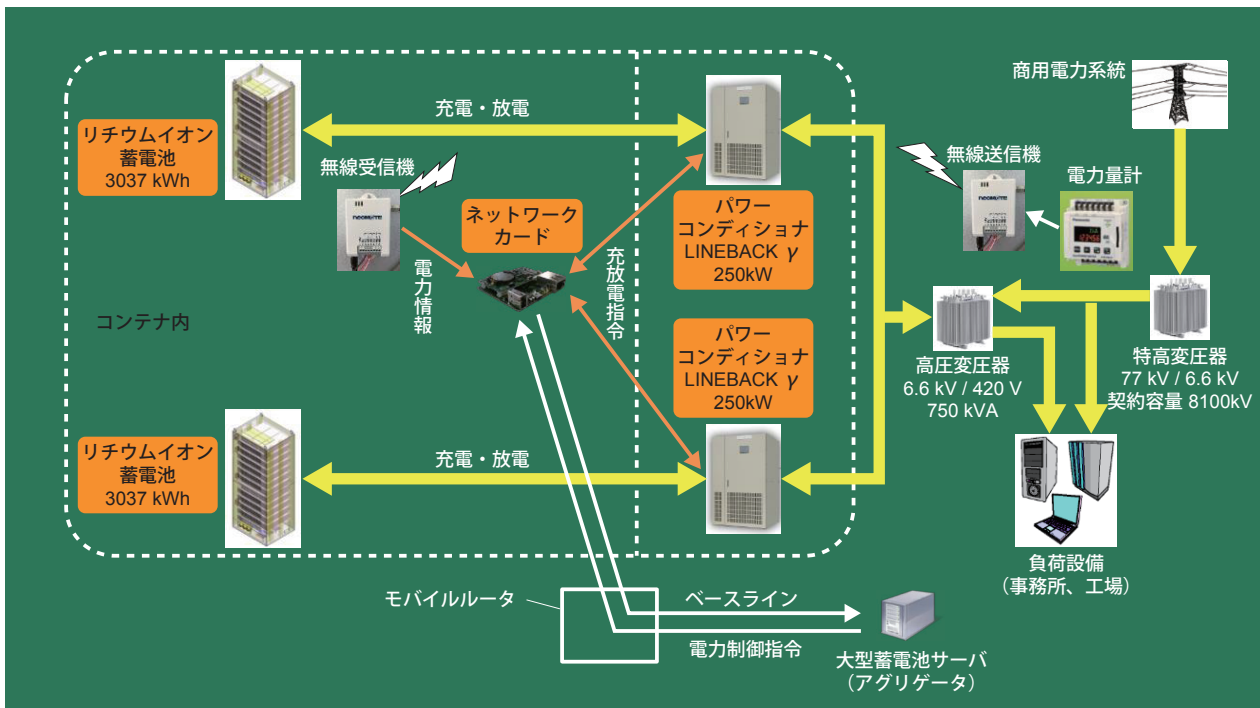 商用電力系統
充電・放電
リチウムイオン
蓄電池
3037 kWh
無線受信機
無線送信機
電力量計
ネットワーク
カード
パワー
コンディショナ
LINEBACK γ
250kW
電力情報
充放電指令
コンテナ内
パワー
コンディショナ
LINEBACK γ
250kW
高圧変圧器
6.6 kV / 420 V
750 kVA
特高変圧器
77 kV / 6.6 kV
契約容量 8100kV
リチウムイオン
蓄電池
3037 kWh
充電・放電
負荷設備
（事務所、工場）
モバイルルータ
ベースライン
電力制御指令
大型蓄電池サーバ
（アグリゲータ）